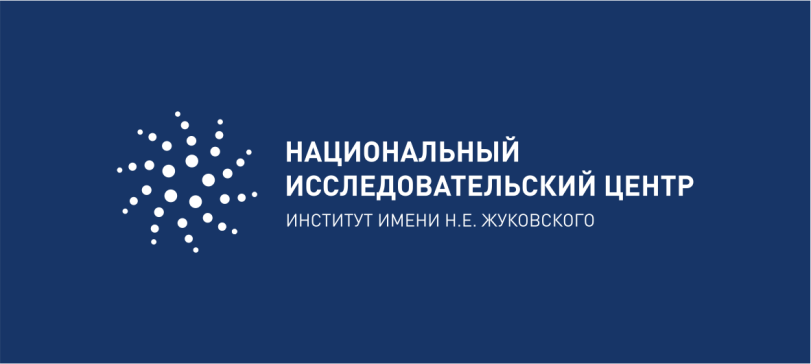 НАЦИОНАЛЬНЫЙ
ИССЛЕДОВАТЕЛЬСКИЙ ЦЕНТР
ИНСТИТУТ ИМЕНИ Н.Е. ЖУКОВСКОГО